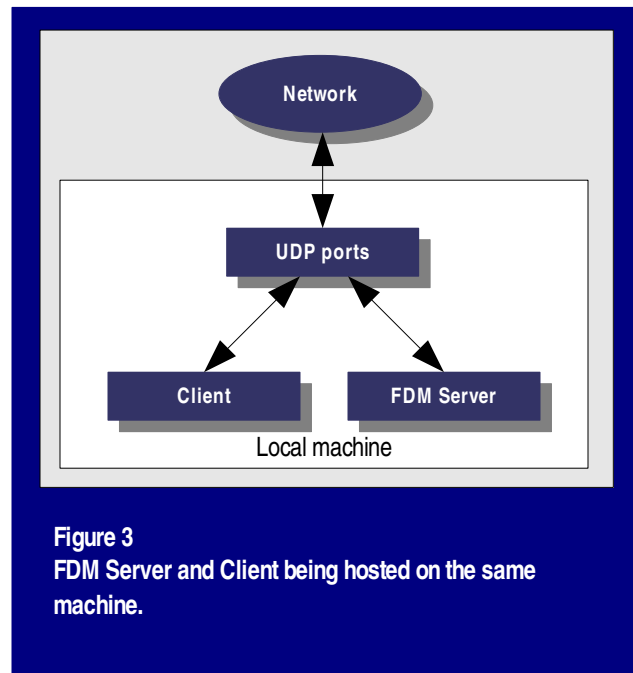 Network
UDP ports
Client
FDM Server
Local machine
Figure 3
FDM Server and Client being hosted on the same
machine.